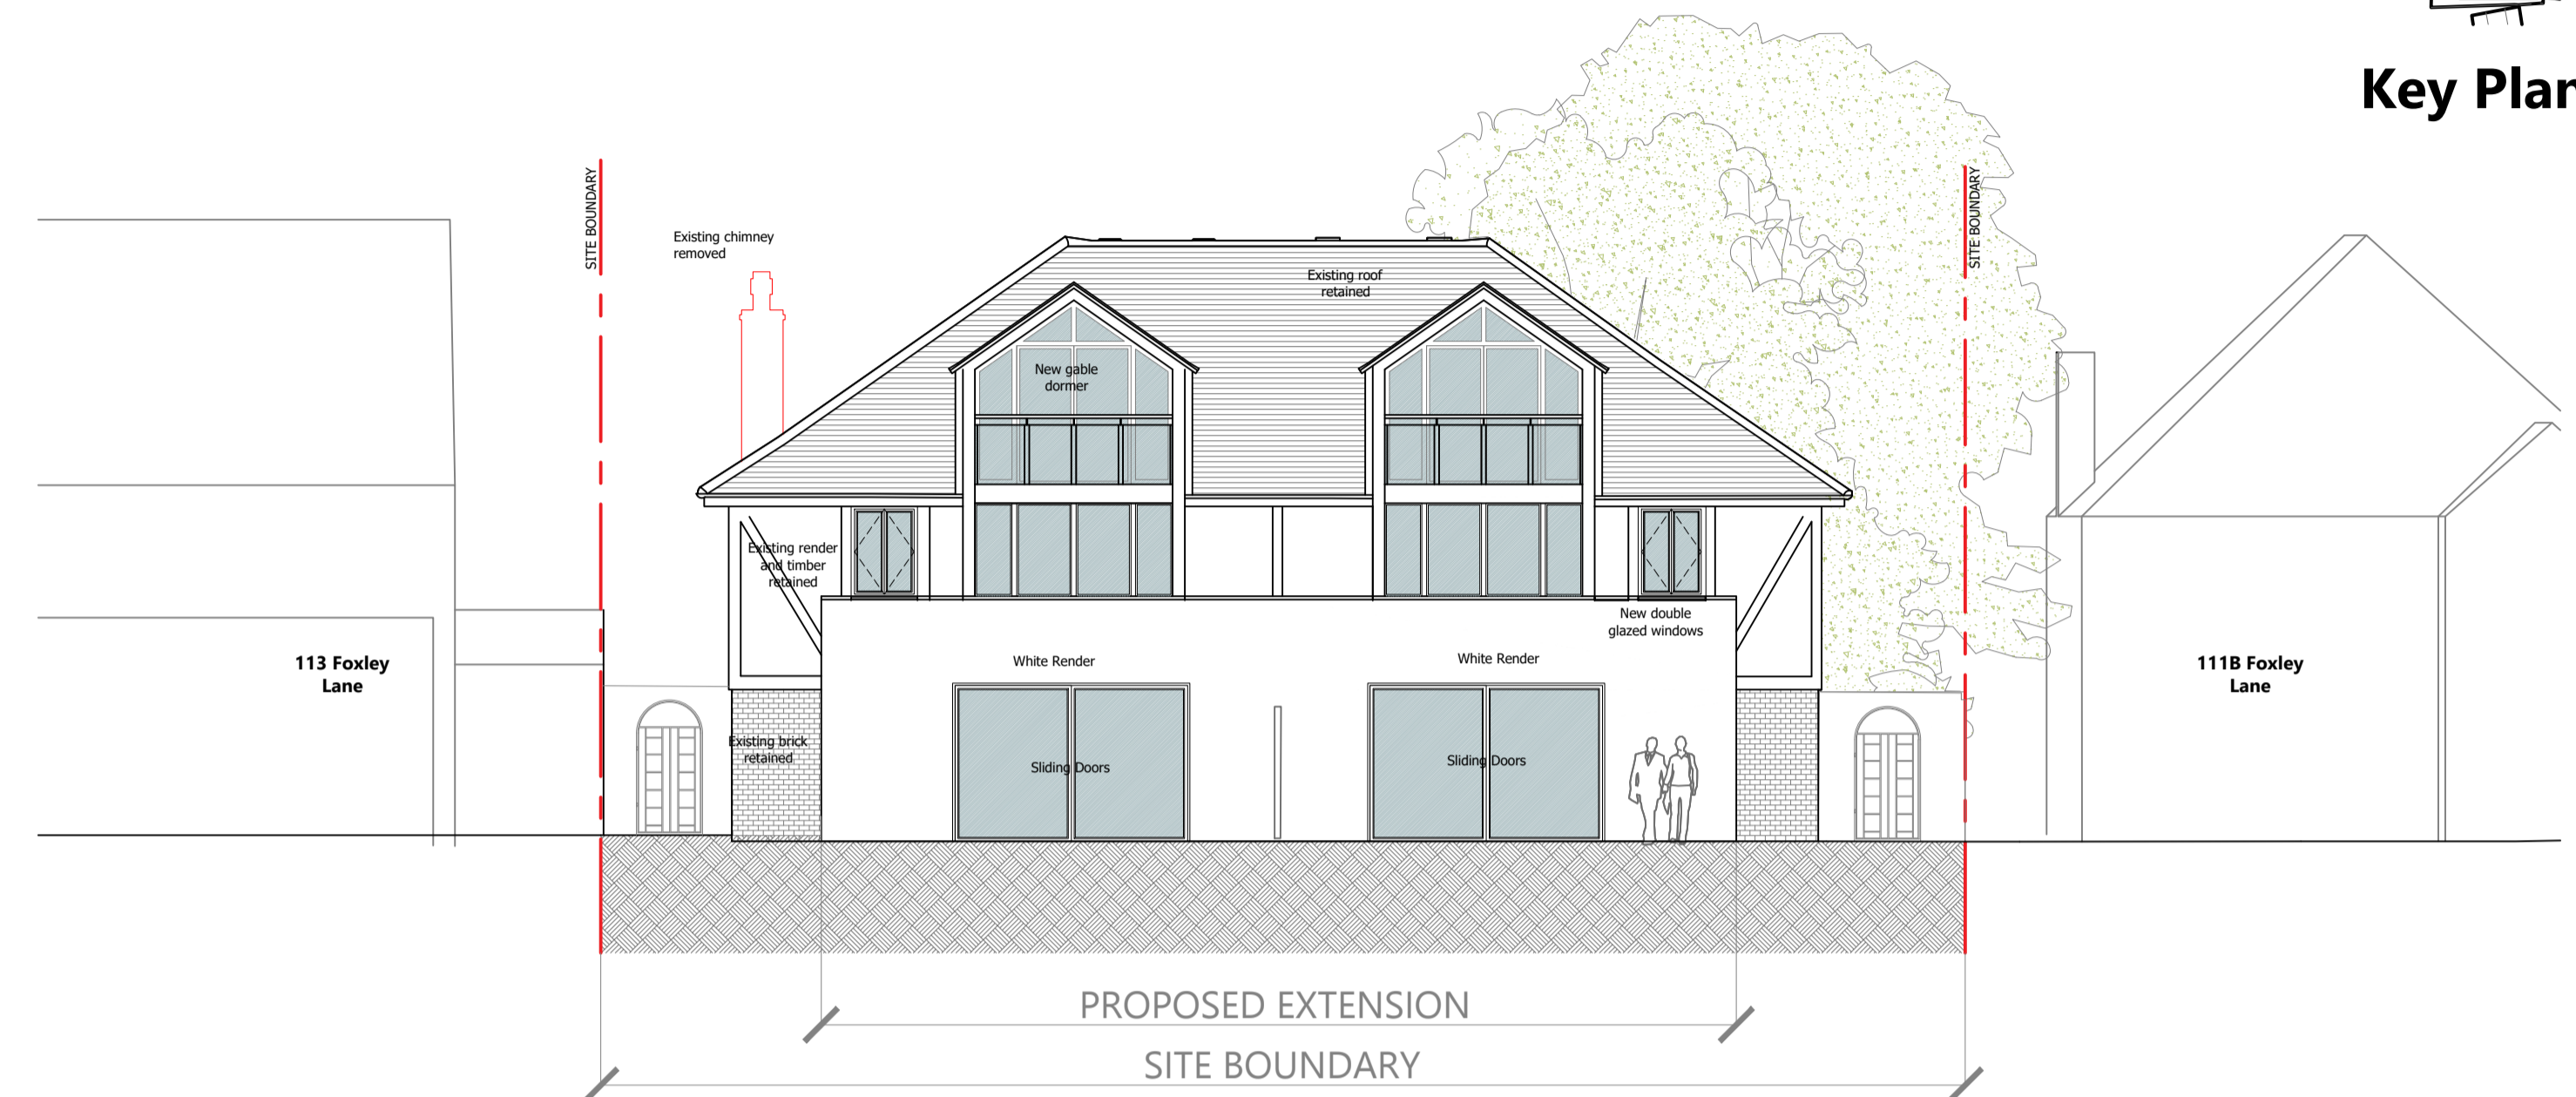 Key Plan
SITE BOUNDARY
SITE BOUNDARY
Existing chimney
removed
Existing roof
retained
New gable
dormer
Existing render
and timber
retained
New double
glazed windows
White Render
White Render
113 Foxley
Lane
111B Foxley
Lane
Existing brick
retained
Sliding Doors
Sliding Doors
PROPOSED EXTENSION
SITE BOUNDARY